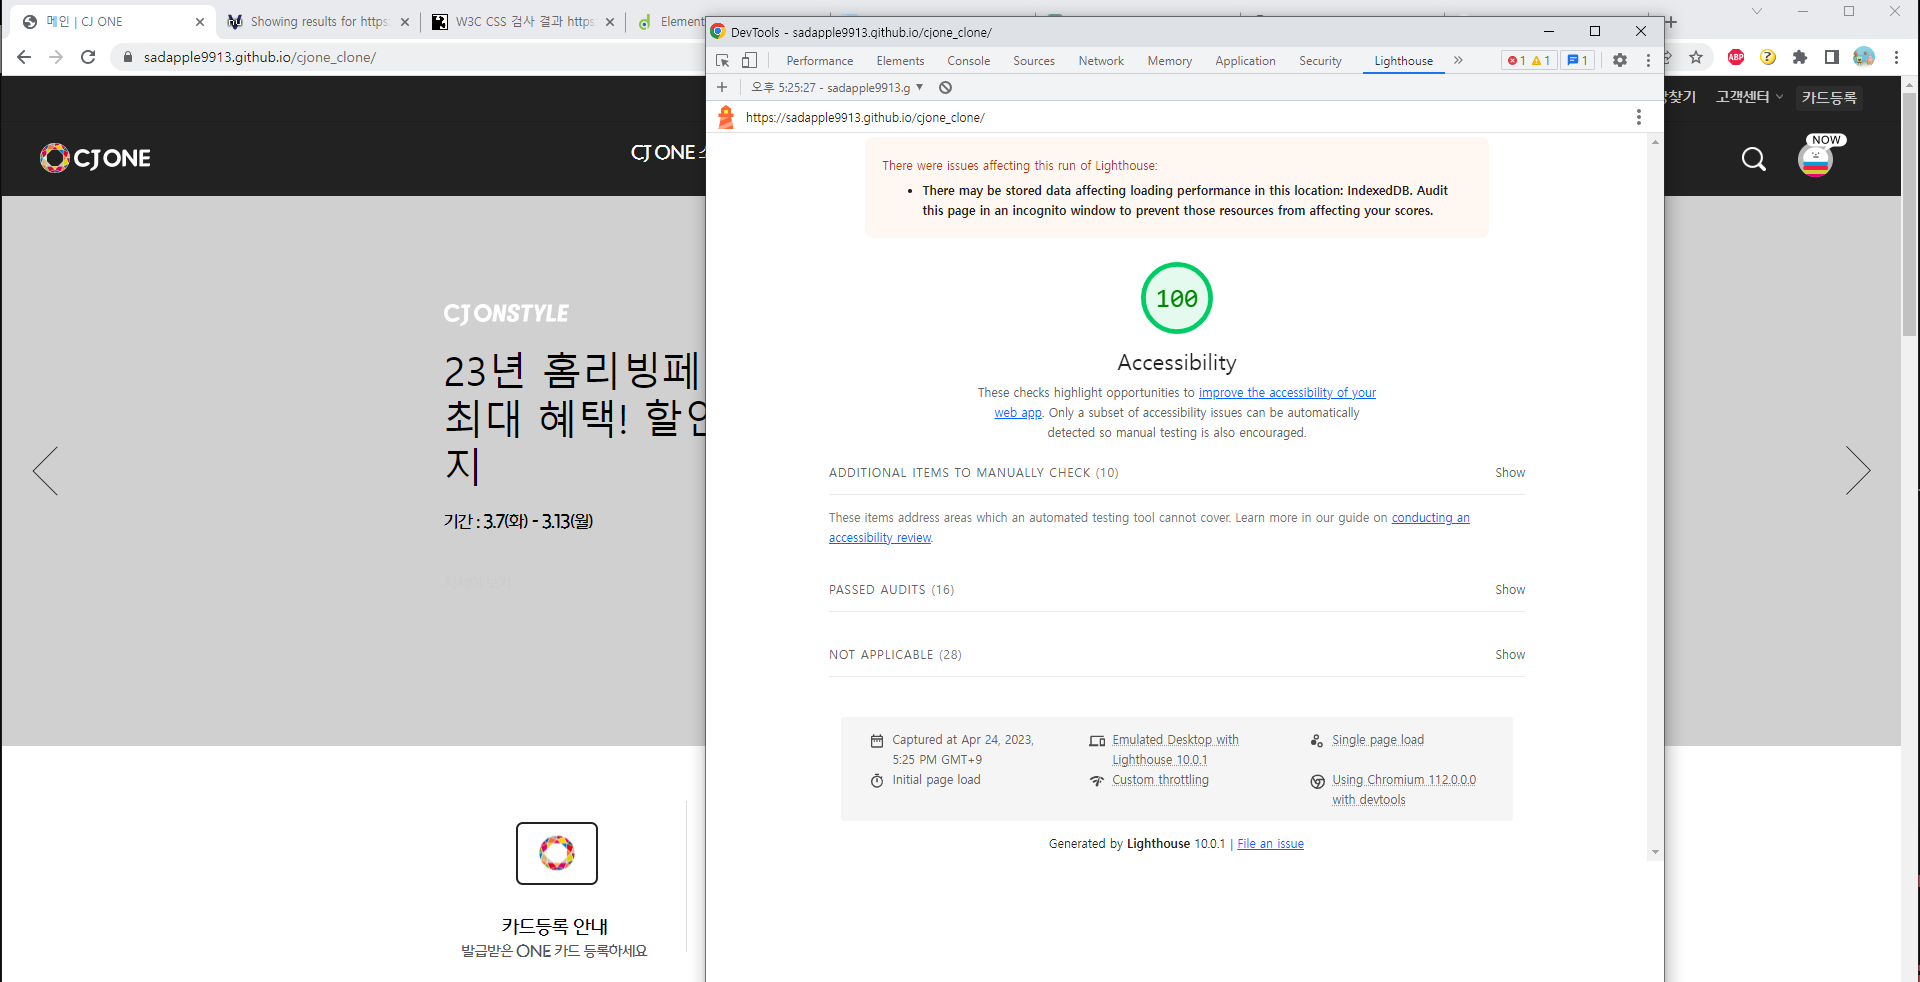 메인 | CJ ONE
Showing results for https:
W3C CSS 검사 결과 https:
Element
sadapple9913.github.io/cjone_clone/
ABP
찾기
고객센터
카드등록
CJ ONE
CJ ONE
NOW
CJ ONSTYLE
23년 홈리빙페
최대 혜택! 할인
지
기간 : 3.7(화) - 3.13(월)
카드등록 안내
발급받은 ONE 카드 등록하세요
DevTools - sadapple9913.github.io/cjone_clone/
Performance Elements Console Sources Network Memory Application Security Lighthouse 1 1 1
오후 5:25:27 - sadapple9913.g
https://sadapple9913.github.io/cjone_clone/
There were issues affecting this run of Lighthouse:
• There may be stored data affecting loading performance in this location: IndexedDB. Audit
this page in an incognito window to prevent those resources from affecting your scores.
100
Accessibility
These checks highlight opportunities to improve the accessibility of your
web app. Only a subset of accessibility issues can be automatically
detected so manual testing is also encouraged.
ADDITIONAL ITEMS TO MANUALLY CHECK (10) Show
These items address areas which an automated testing tool cannot cover. Learn more in our guide on conducting an
accessibility review.
PASSED AUDITS (16) Show
NOT APPLICABLE (28) Show
Captured at Apr 24, 2023,
5:25 PM GMT+9
Emulated Desktop with
Lighthouse 10.0.1
Single page load
Initial page load
Custom throttling
Using Chromium 112.0.0.0
with devtools
Generated by Lighthouse 10.0.1 | File an issue